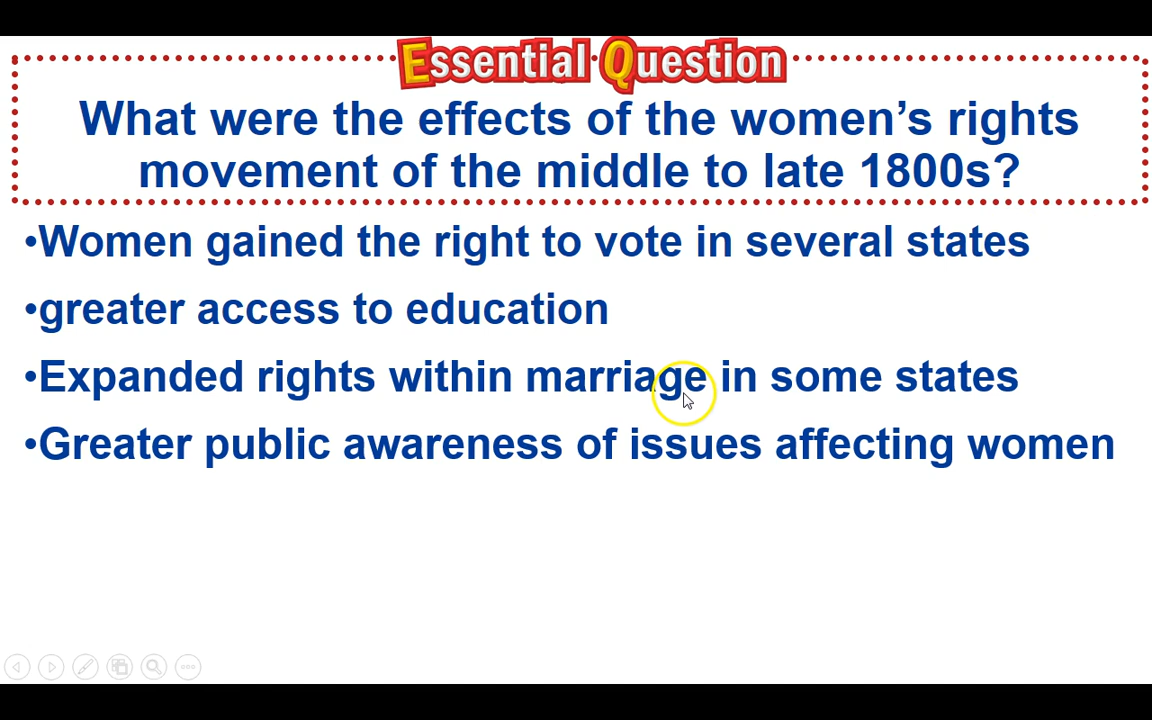 Essential Question
What were the effects of the women’s rights
movement of the middle to late 1800s?
•Women gained the right to vote in several states
•greater access to education
•Expanded rights within marriage in some states
•Greater public awareness of issues affecting women